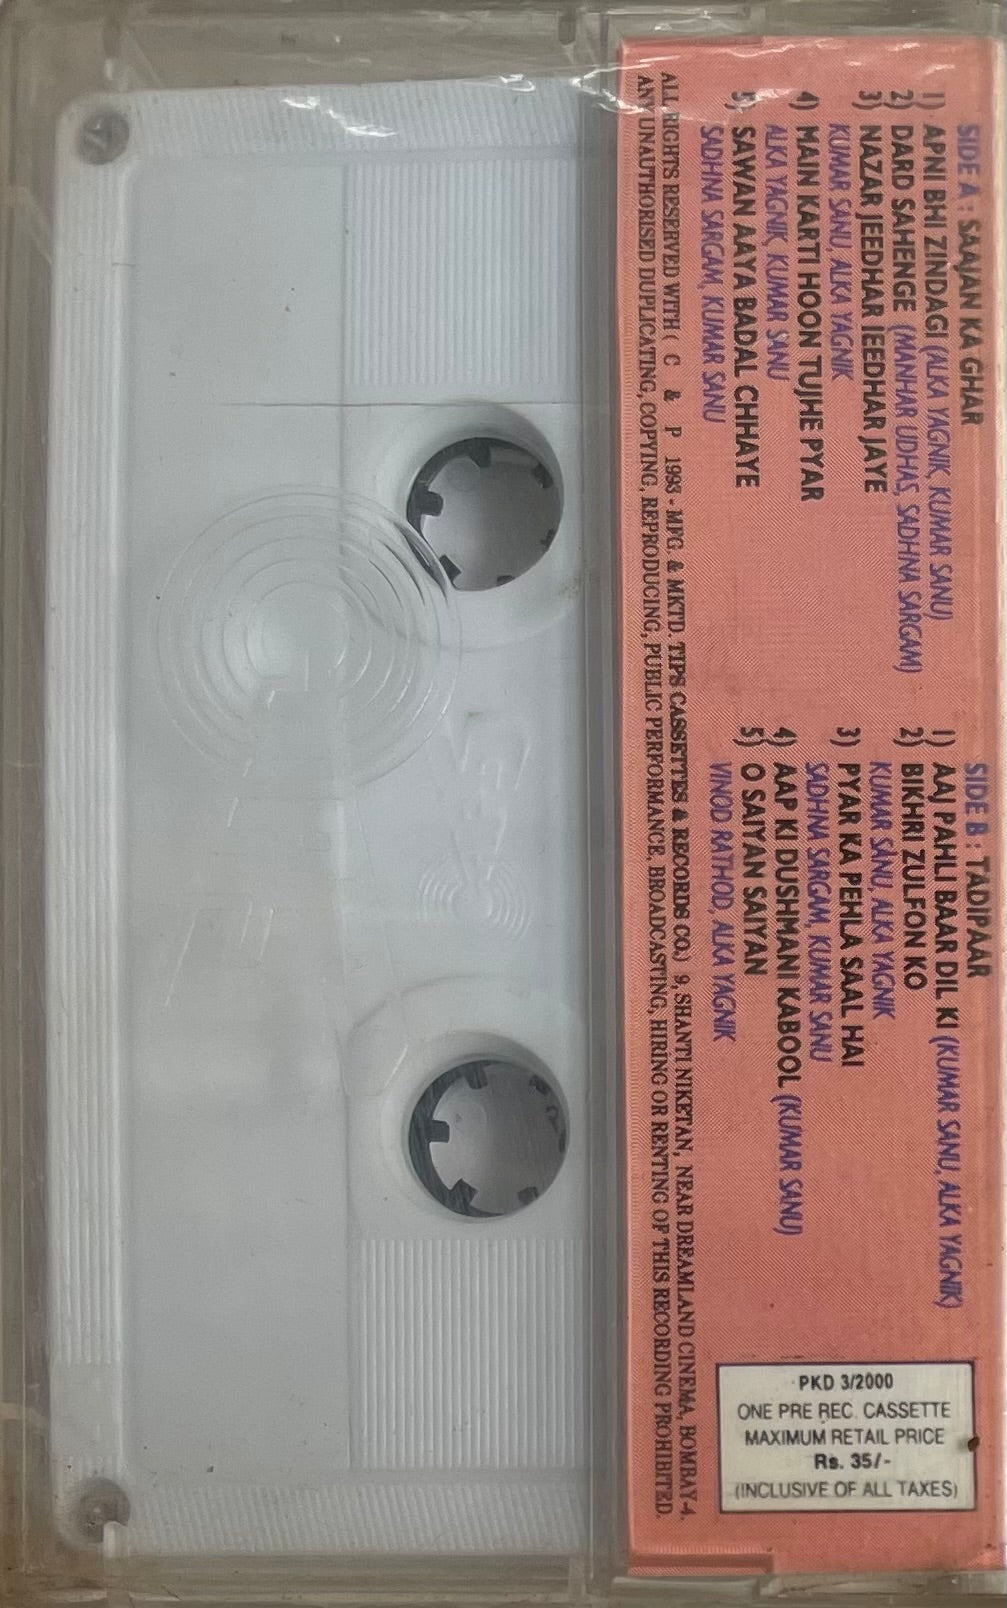 SIDE A : SAAJAN KA GHAR
1) APNI BHI ZINDAGI (ALKA YAGNIK, KUMAR SANU)
2) DARD SAHENGE (MANHAR UDHAS, SADHNA SARGAM)
3) NAZAR JEEDHAR JEEDHAR JAYE
KUMAR SANU, ALKA YAGNIK
4) MAIN KARTI HOON TUJHE PYAR
ALKA YAGNIK, KUMAR SANU
5) SAWAN AAYA BADAL CHHAYE
SADHNA SARGAM, KUMAR SANU
SIDE B : TADIPAAR
1) AAJ PAHLI BAAR DIL KI (KUMAR SANU, ALKA YAGNIK)
2) BIKHRI ZULFON KO
KUMAR SANU, ALKA YAGNIK
3) PYAR KA PEHLA SAAL HAI
SADHNA SARGAM, KUMAR SANU
4) AAP KI DUSHMANI KABOOL (KUMAR SANU)
5) O SAIYAN SAIYAN
VINOD RATHOD, ALKA YAGNIK
ALL RIGHTS RESERVED WITH ( C & P 1993 - MFG. & MKTD. TIPS CASSETTES & RECORDS CO.) 9, SHANTI NIKETAN, NEAR DREAMLAND CINEMA, BOMBAY-4.
ANY UNAUTHORISED DUPLICATING, COPYING, REPRODUCING, PUBLIC PERFORMANCE, BROADCASTING, HIRING OR RENTING OF THIS RECORDING PROHIBITED.
PKD 3/2000
ONE PRE REC. CASSETTE
MAXIMUM RETAIL PRICE
Rs. 35/-
(INCLUSIVE OF ALL TAXES)